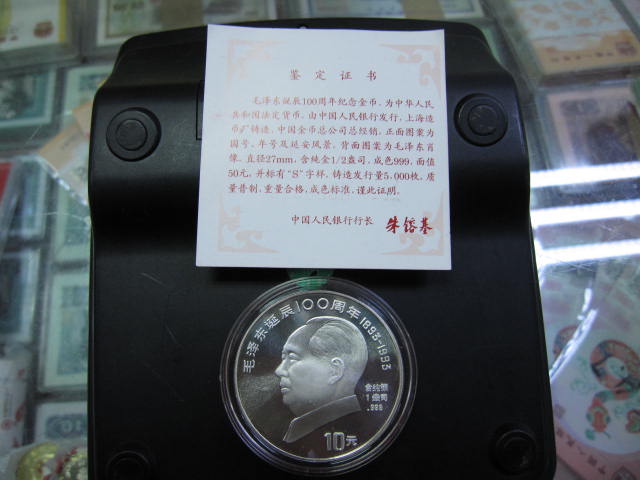 鉴定证书
毛泽东诞辰100周年纪念金币,为中华人民
共和国法定货币。由中国人民银行发行,上海造
币厂铸造,中国金币总公司总经销。正面图案为
国号、年号及延安风景,背面图案为毛泽东肖
像。直径27mm,含纯金1/2盎司,成色999,面值
50元,并标有“S”字样,铸造发行量5,000枚,质
量普制,重量合格,成色标准,谨此证明。
中国人民银行行长 朱镕基
毛泽东诞辰100周年 1893-1993
含纯银
1盎司
.999
10元